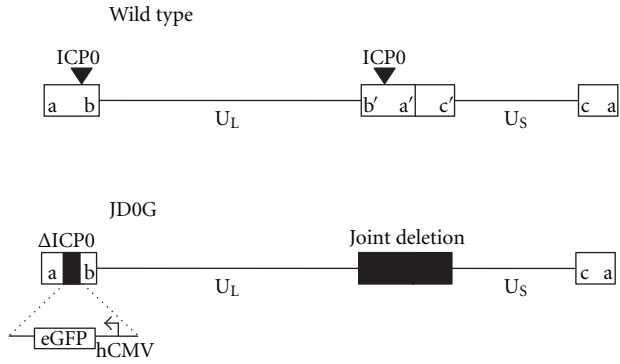 Wild type
ICP0 ICP0
a b b′ a′ c′ c a
U_L U_S
JD0G
ΔICP0 Joint deletion
a b c a
U_L U_S
eGFP
hCMV